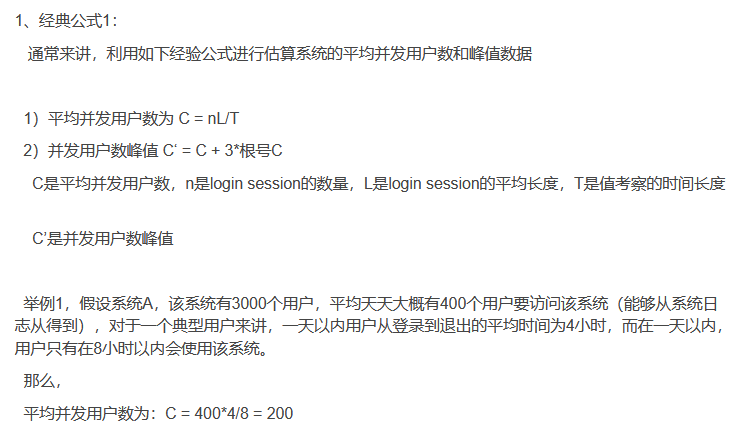 1、经典公式1：
通常来讲，利用如下经验公式进行估算系统的平均并发用户数和峰值数据
1）平均并发用户数为 C = nL/T
2）并发用户数峰值 C‘ = C + 3*根号C
C是平均并发用户数，n是login session的数量，L是login session的平均长度，T是值考察的时间长度
C’是并发用户数峰值
举例1，假设系统A，该系统有3000个用户，平均天天大概有400个用户要访问该系统（能够从系统日
志从得到），对于一个典型用户来讲，一天以内用户从登录到退出的平均时间为4小时，而在一天以内，
用户只有在8小时以内会使用该系统。
那么，
平均并发用户数为：C = 400*4/8 = 200